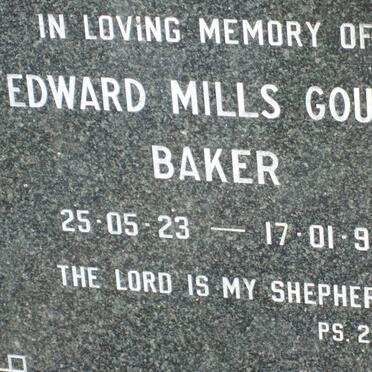 IN LOVING MEMORY OF
EDWARD MILLS GOU
BAKER
25·05·23 — 17·01·9
THE LORD IS MY SHEPHER
PS. 2